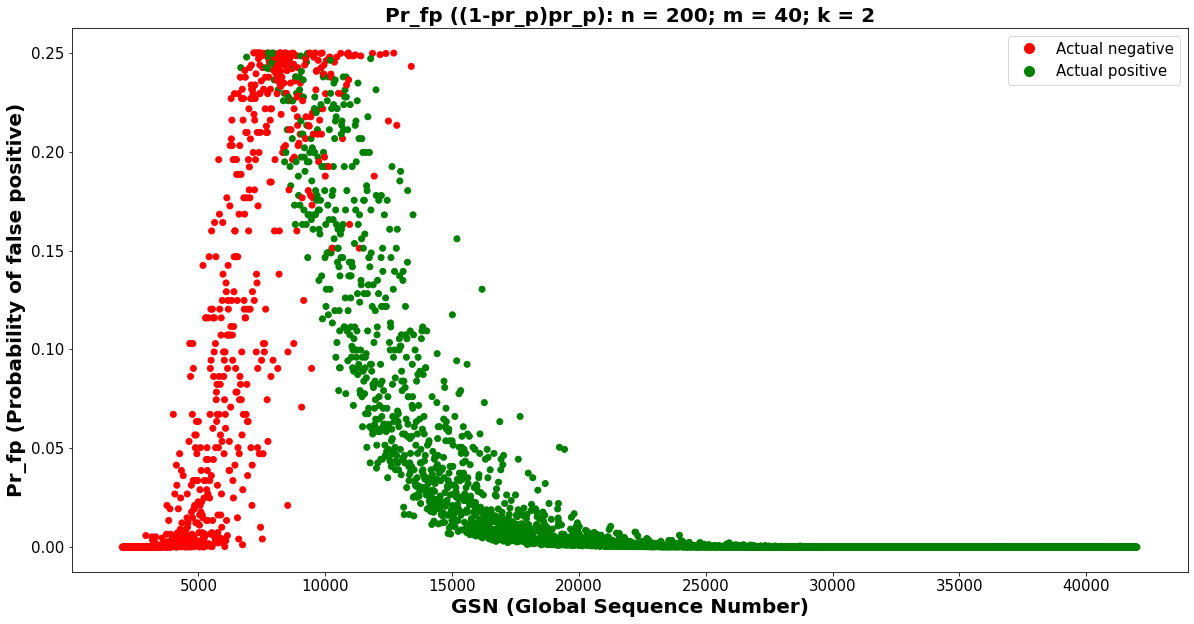 Pr_fp ((1-pr_p)pr_p): n = 200; m = 40; k = 2
Actual negative
Actual positive
Pr_fp (Probability of false positive)
0.25
0.20
0.15
0.10
0.05
0.00
5000 10000 15000 20000 25000 30000 35000 40000
GSN (Global Sequence Number)